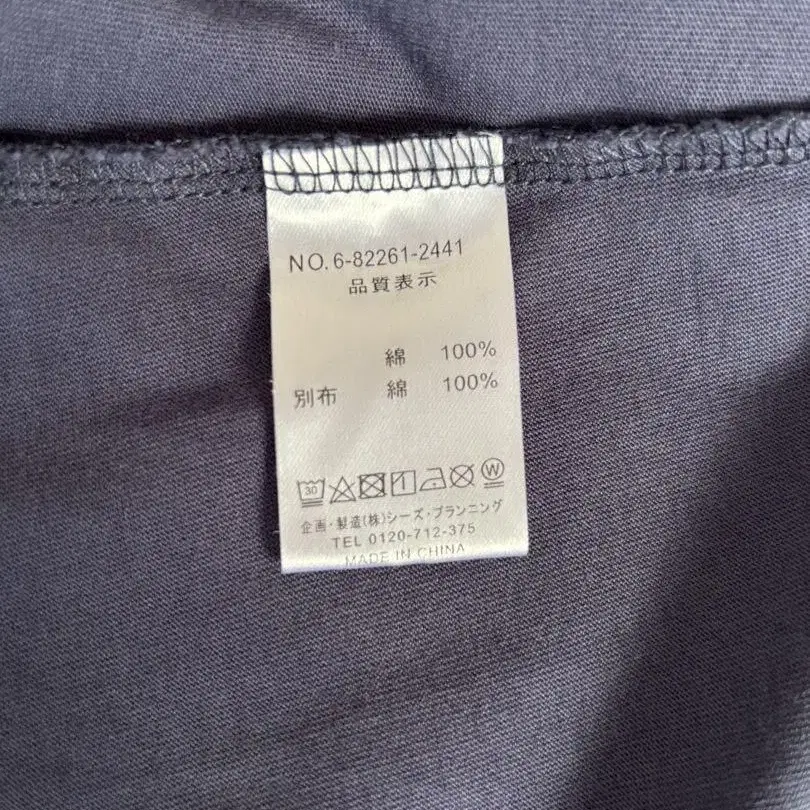 NO.6-82261-2441
品質表示
綿 100%
別布 綿 100%
30 W
企画・製造(株)シーズ・プランニング
TEL 0120-712-375
MADE IN CHINA